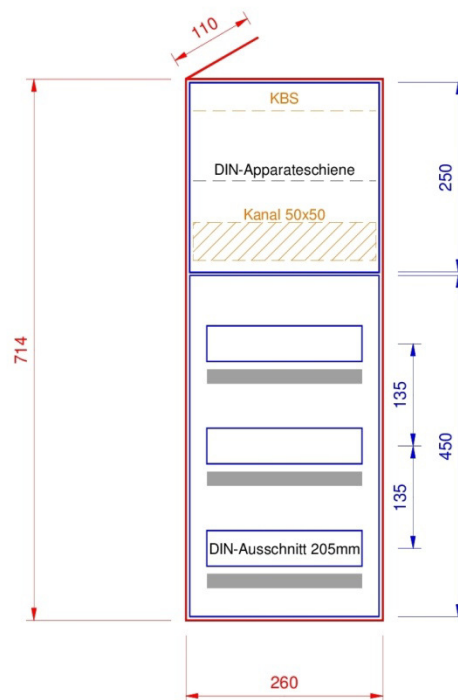 110
KBS
DIN-Apparateschiene
250
Kanal 50x50
714
135
450
135
DIN-Ausschnitt 205mm
260